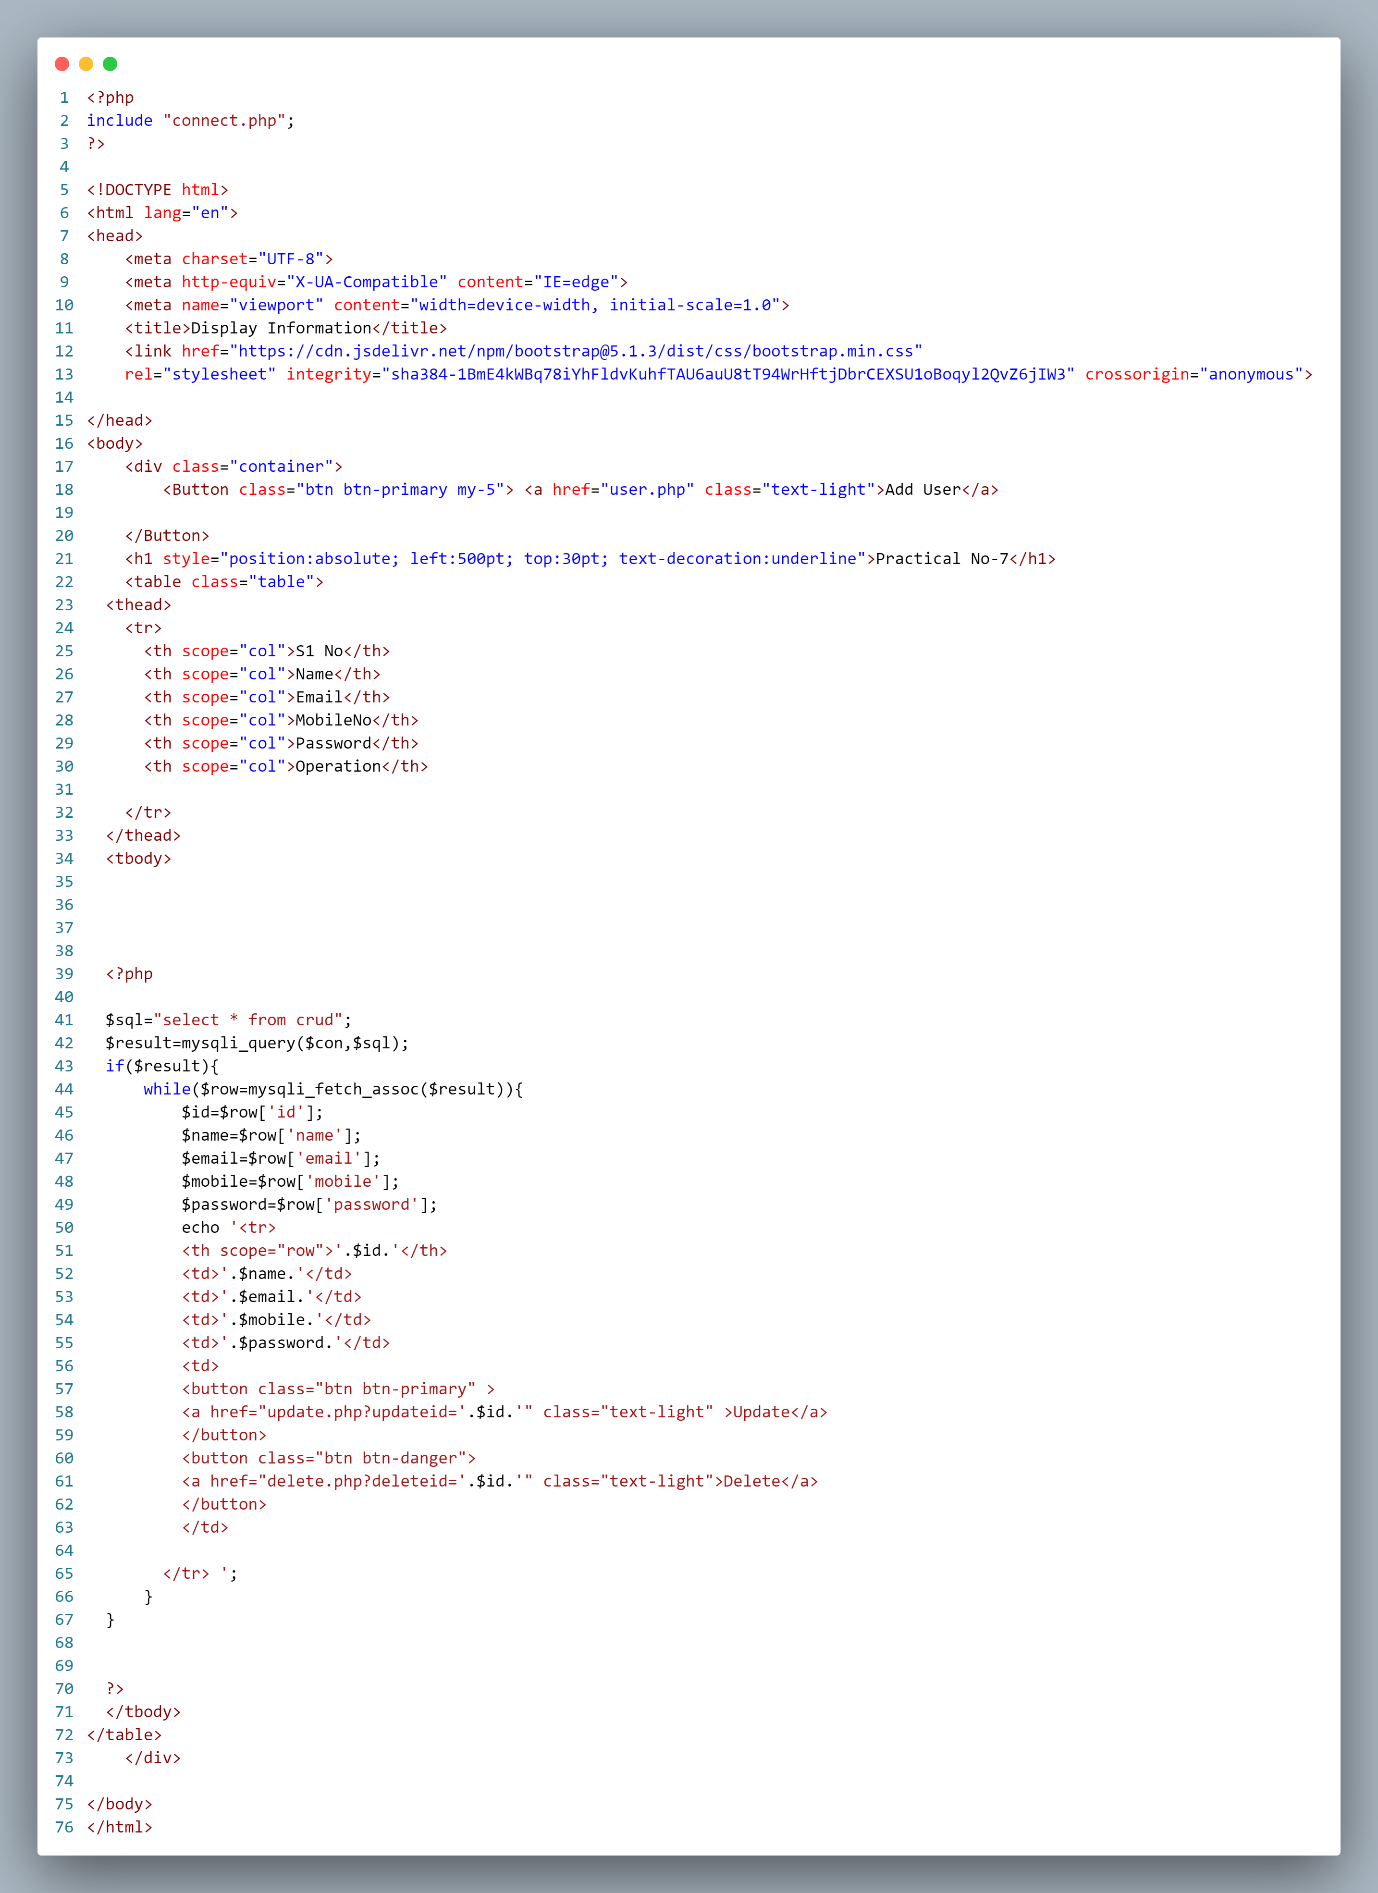 1 <?php
2 include "connect.php";
3 ?>
4
5 <!DOCTYPE html>
6 <html lang="en">
7 <head>
8     <meta charset="UTF-8">
9     <meta http-equiv="X-UA-Compatible" content="IE=edge">
10     <meta name="viewport" content="width=device-width, initial-scale=1.0">
11     <title>Display Information</title>
12     <link href="https://cdn.jsdelivr.net/npm/bootstrap@5.1.3/dist/css/bootstrap.min.css"
13     rel="stylesheet" integrity="sha384-1BmE4kWBq78iYhFldvKuhfTAU6auU8tT94WrHftjDbrCEXSU1oBoqyl2QvZ6jIW3" crossorigin="anonymous">
14
15 </head>
16 <body>
17     <div class="container">
18         <Button class="btn btn-primary my-5"> <a href="user.php" class="text-light">Add User</a>
19
20     </Button>
21     <h1 style="position:absolute; left:500pt; top:30pt; text-decoration:underline">Practical No-7</h1>
22     <table class="table">
23   <thead>
24     <tr>
25       <th scope="col">S1 No</th>
26       <th scope="col">Name</th>
27       <th scope="col">Email</th>
28       <th scope="col">MobileNo</th>
29       <th scope="col">Password</th>
30       <th scope="col">Operation</th>
31
32     </tr>
33   </thead>
34   <tbody>
35
36
37
38
39   <?php
40
41   $sql="select * from crud";
42   $result=mysqli_query($con,$sql);
43   if($result){
44       while($row=mysqli_fetch_assoc($result)){
45           $id=$row['id'];
46           $name=$row['name'];
47           $email=$row['email'];
48           $mobile=$row['mobile'];
49           $password=$row['password'];
50           echo '<tr>
51           <th scope="row">'.$id.'</th>
52           <td>'.$name.'</td>
53           <td>'.$email.'</td>
54           <td>'.$mobile.'</td>
55           <td>'.$password.'</td>
56           <td>
57           <button class="btn btn-primary" >
58           <a href="update.php?updateid='.$id.'" class="text-light" >Update</a>
59           </button>
60           <button class="btn btn-danger">
61           <a href="delete.php?deleteid='.$id.'" class="text-light">Delete</a>
62           </button>
63           </td>
64
65         </tr> ';
66       }
67   }
68
69
70   ?>
71   </tbody>
72 </table>
73     </div>
74
75 </body>
76 </html>